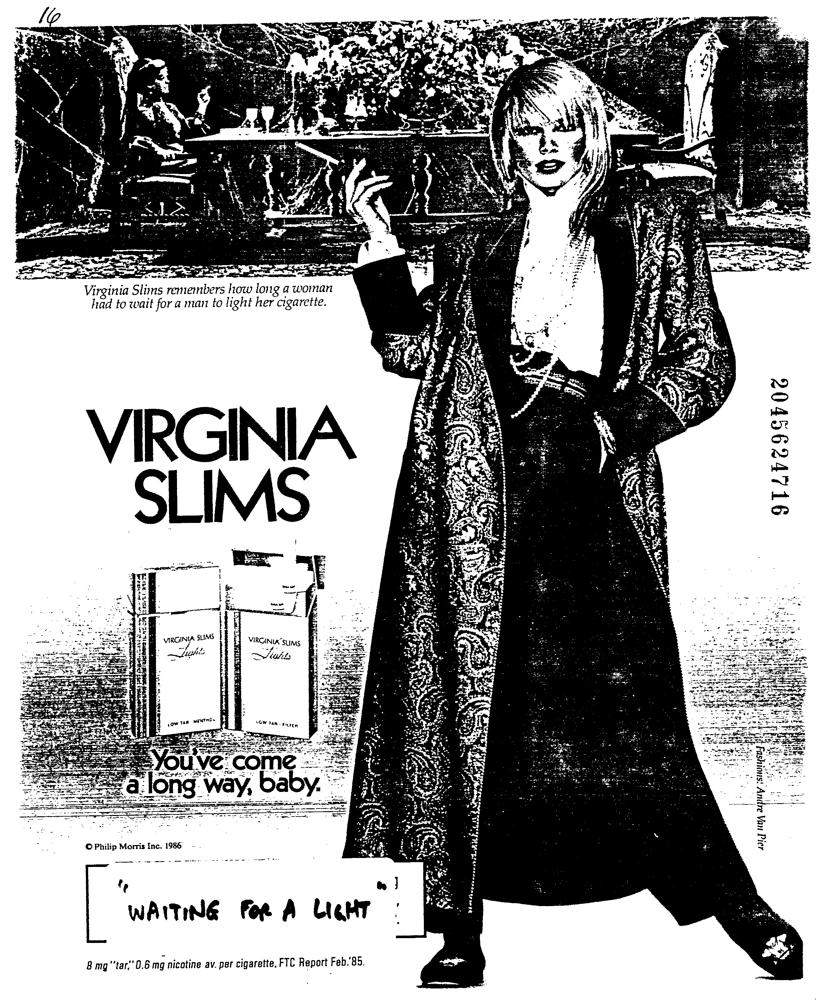 16
Virginia Slims remembers how long a woman
had to wait for a man to light her cigarette.
VIRGINIA
SLIMS
VIRGINIA SLIMS
Lights
LOW TAR - MENTHOL
VIRGINIA SLIMS
Lights
LOW TAR - FILTER
You've come
a long way, baby.
© Philip Morris Inc. 1986
"WAITING FOR A LIGHT"
8 mg "tar," 0.6 mg nicotine av. per cigarette, FTC Report Feb.'85.
2045624716
Fashions: Andre Van Pier